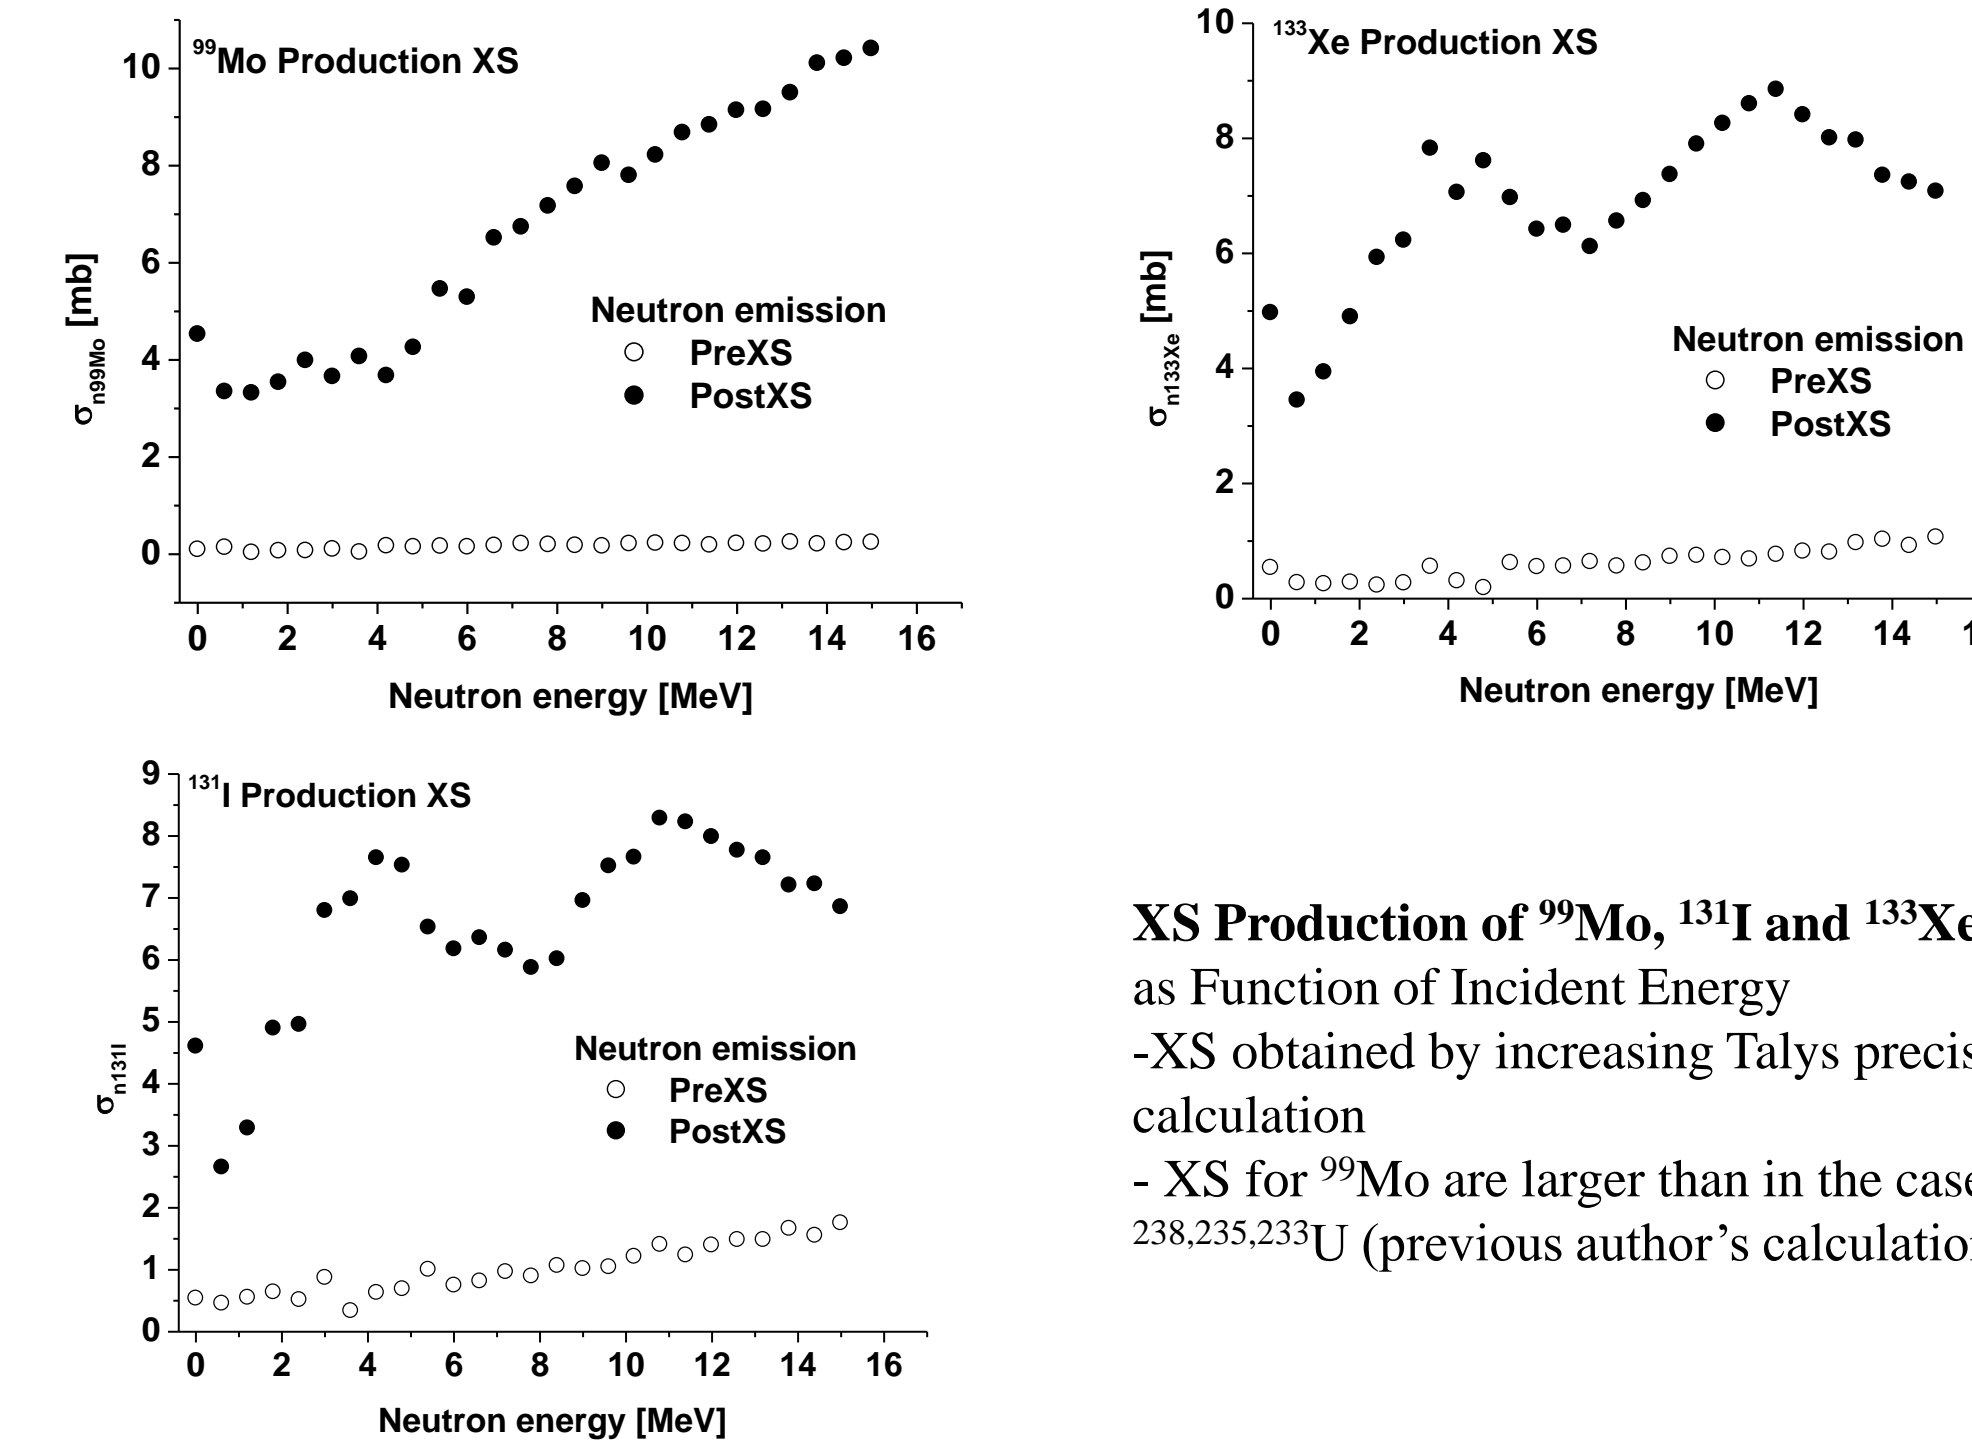 ⁹⁹Mo Production XS
10
8
6
4
2
0
σn99Mo [mb]
Neutron emission
PreXS
PostXS
0 2 4 6 8 10 12 14 16
Neutron energy [MeV]
¹³³Xe Production XS
10
8
6
4
2
0
σn133Xe [mb]
Neutron emission
PreXS
PostXS
0 2 4 6 8 10 12 14 1
Neutron energy [MeV]
¹³¹I Production XS
9
8
7
6
5
4
3
2
1
0
σn131I
Neutron emission
PreXS
PostXS
0 2 4 6 8 10 12 14 16
Neutron energy [MeV]
XS Production of ⁹⁹Mo, ¹³¹I and ¹³³Xe
as Function of Incident Energy
-XS obtained by increasing Talys precis
calculation
- XS for ⁹⁹Mo are larger than in the case
²³⁸,²³⁵,²³³U (previous author’s calculation